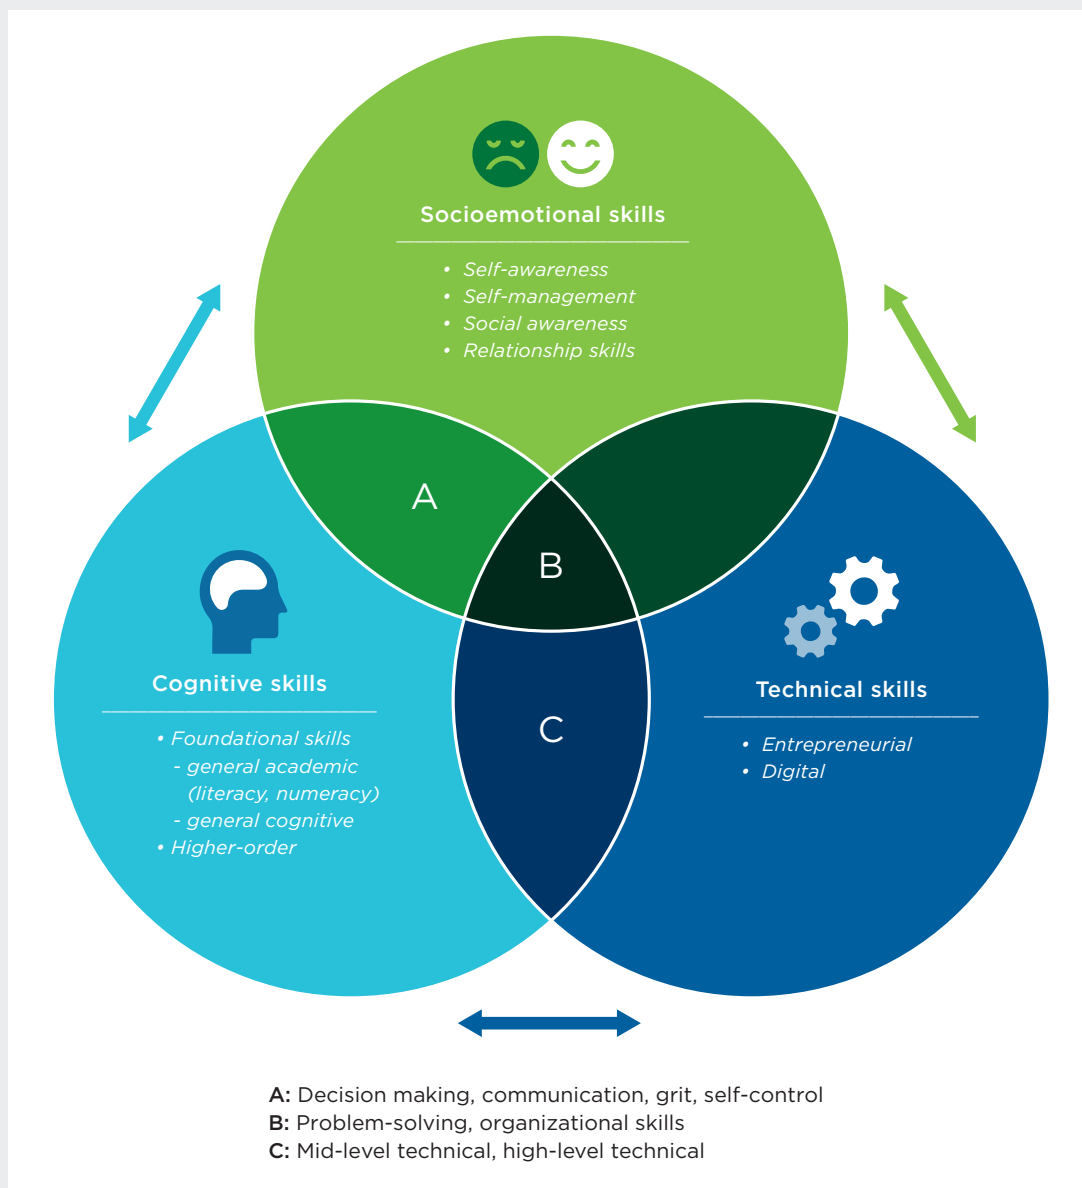 Socioemotional skills
• Self-awareness
• Self-management
• Social awareness
• Relationship skills
A
B
C
Cognitive skills
• Foundational skills
- general academic
(literacy, numeracy)
- general cognitive
• Higher-order
Technical skills
• Entrepreneurial
• Digital
A: Decision making, communication, grit, self-control
B: Problem-solving, organizational skills
C: Mid-level technical, high-level technical